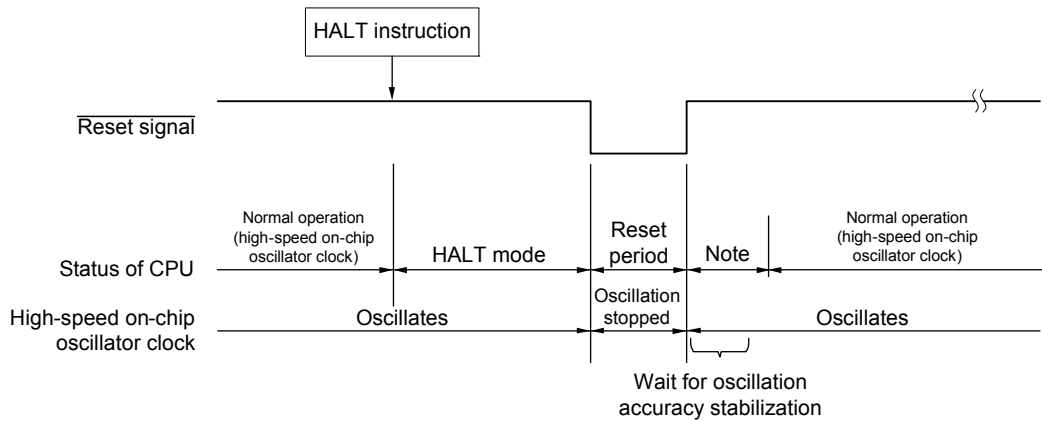 HALT instruction
Reset signal
Normal operation
(high-speed on-chip
oscillator clock)
HALT mode
Reset
period
Note
Normal operation
(high-speed on-chip
oscillator clock)
Status of CPU
High-speed on-chip
oscillator clock
Oscillates
Oscillation
stopped
Oscillates
Wait for oscillation
accuracy stabilization